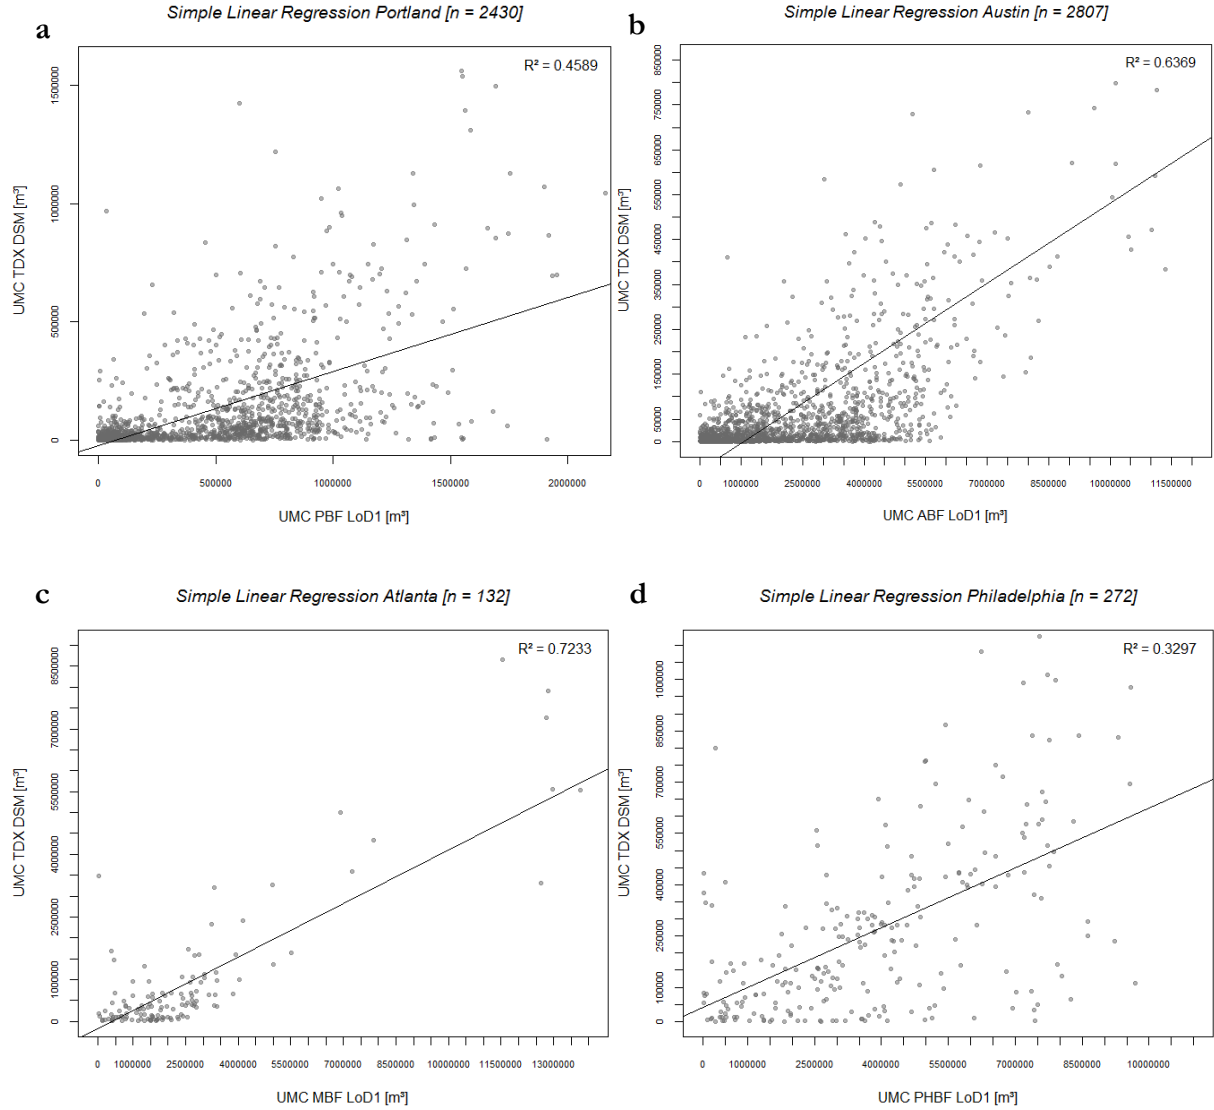 a
Simple Linear Regression Portland [n = 2430]
R² = 0.4589
UMC TDX DSM [m³]
1500000
1000000
500000
0
0 500000 1000000 1500000 2000000
UMC PBF LoD1 [m³]
b
Simple Linear Regression Austin [n = 2807]
R² = 0.6369
UMC TDX DSM [m³]
850000
750000
650000
550000
450000
350000
250000
150000
50000
0
0 1000000 2500000 4000000 5500000 7000000 8500000 10000000 11500000
UMC ABF LoD1 [m³]
c
Simple Linear Regression Atlanta [n = 132]
R² = 0.7233
UMC TDX DSM [m³]
8500000
7000000
5500000
4000000
2500000
1000000
0
0 1000000 2500000 4000000 5500000 7000000 8500000 10000000 11500000 13000000
UMC MBF LoD1 [m³]
d
Simple Linear Regression Philadelphia [n = 272]
R² = 0.3297
UMC TDX DSM [m³]
1000000
850000
700000
550000
400000
250000
100000
0
0 1000000 2000000 3000000 4000000 5000000 6000000 7000000 8000000 10000000
UMC PHBF LoD1 [m³]